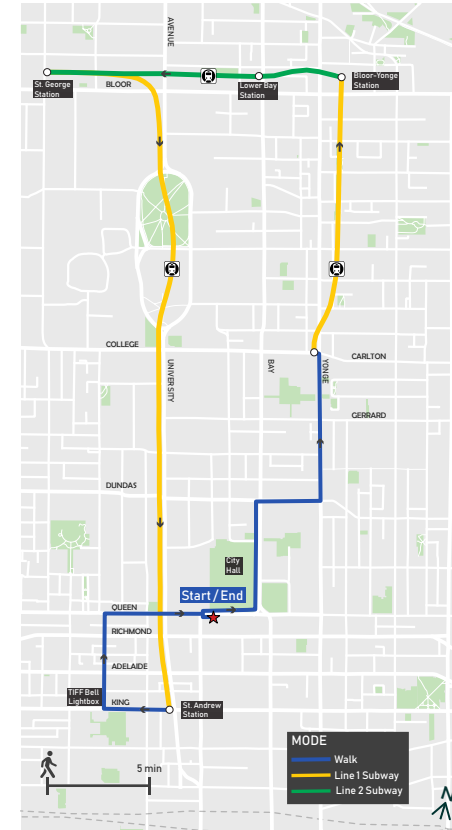 AVENUE
St. George
Station
BLOOR
Lower Bay
Station
Bloor-Yonge
Station
COLLEGE
UNIVERSITY
BAY
YONGE
CARLTON
GERRARD
DUNDAS
City
Hall
Start/End
QUEEN
RICHMOND
ADELAIDE
TIFF Bell
Lightbox
KING
St. Andrew
Station
5 min
MODE
Walk
Line 1 Subway
Line 2 Subway
N